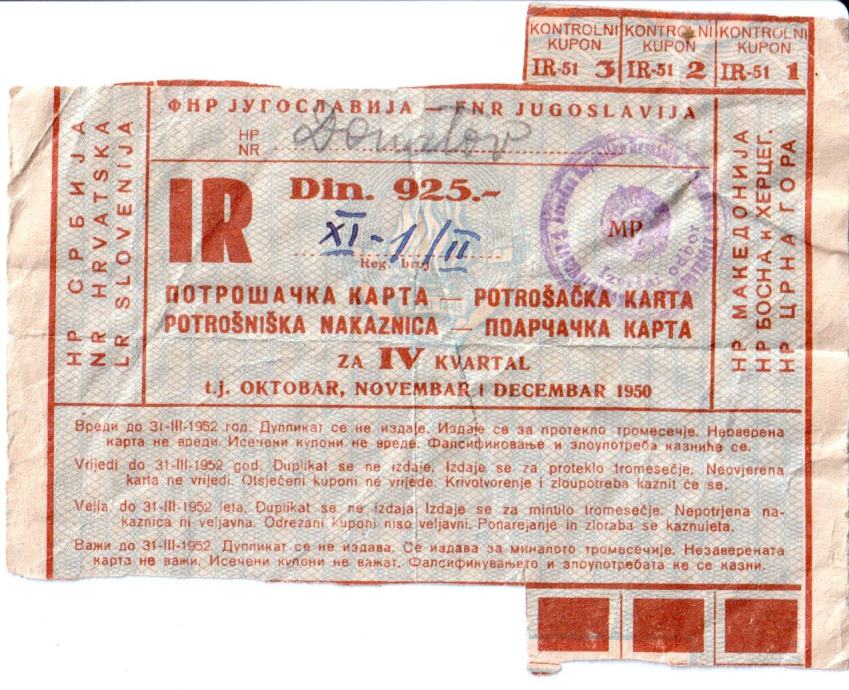 KONTROLNI KUPON IR-51 3
KONTROLNI KUPON IR-51 2
KONTROLNI KUPON IR-51 1
ФНР ЈУГОСЛАВИЈА — FNR JUGOSLAVIJA
НР
NR
IR
Din. 925.-
XI-1/II
Reg. broj
MP
ПОТРОШАЧКА КАРТА — POTROŠAČKA KARTA
POTROŠNIŠKA NAKAZNICA — ПОАРЧАЧКА КАРТА
ZA IV KVARTAL
t.j. OKTOBAR, NOVEMBAR i DECEMBAR 1950
НР СРБИЈА
NR HRVATSKA
LR SLOVENIJA
НР МАКЕДОНИЈА
НР БОСНА и ХЕРЦЕГ.
НР ЦРНА ГОРА
Вреди до 31-III-1952 год. Дупликат се не издаје. Издаје се за протекло тромесечје. Неоверена
карта не вреди. Исечени купони не вреде. Фалсификовање и злоупотреба казниће се.
Vrijedi do 31-III-1952 god. Duplikat se ne izdaje. Izdaje se za proteklo tromesečje. Neovjerena
karta ne vrijedi. Otsječeni kuponi ne vrijede. Krivotvorenje i zloupotreba kaznit će se.
Velja do 31-III-1952 leta. Duplikat se ne izdaja. Izdaje se za minulo tromesečje. Nepotrjena na-
kaznica ni veljavna. Odrezani kuponi niso veljavni. Ponarejanje in zloraba se kaznujeta.
Важи до 31-III-1952. Дупликат се не издава. Се издава за миналото тромесечије. Незаверената
карта не важи. Исечени купони не важат. Фалсификувањето и злоупотребата ке се казни.